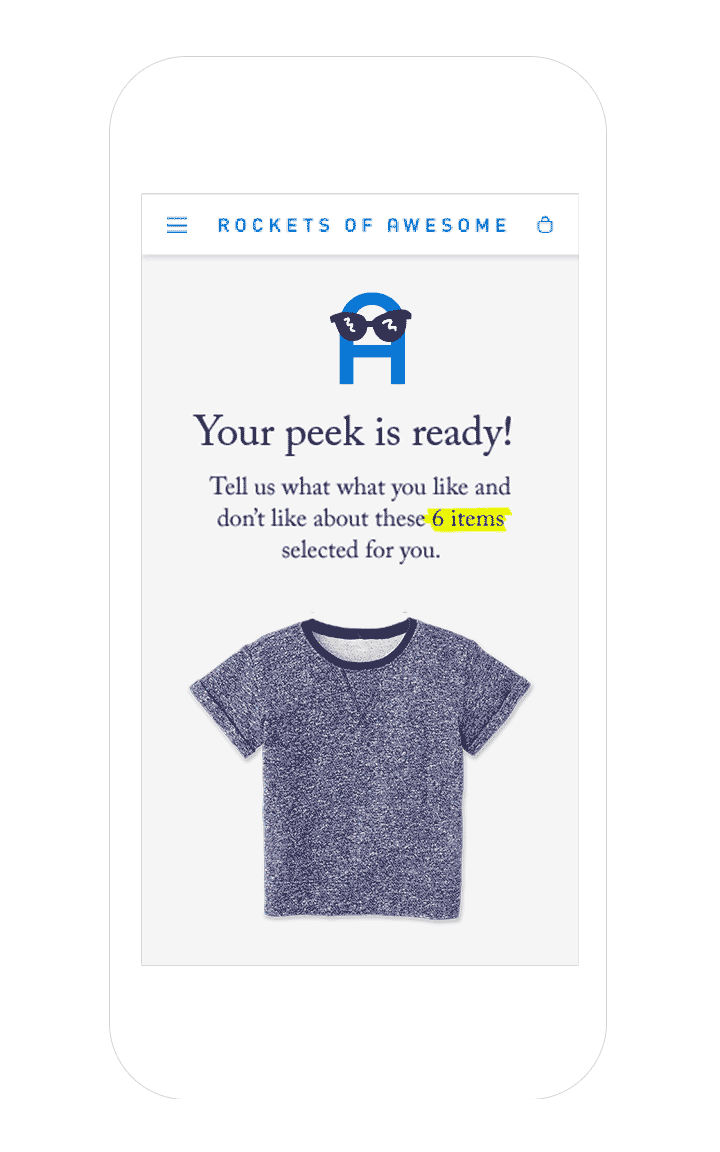 ROCKETS OF AWESOME
Your peek is ready!
Tell us what what you like and
don't like about these 6 items
selected for you.